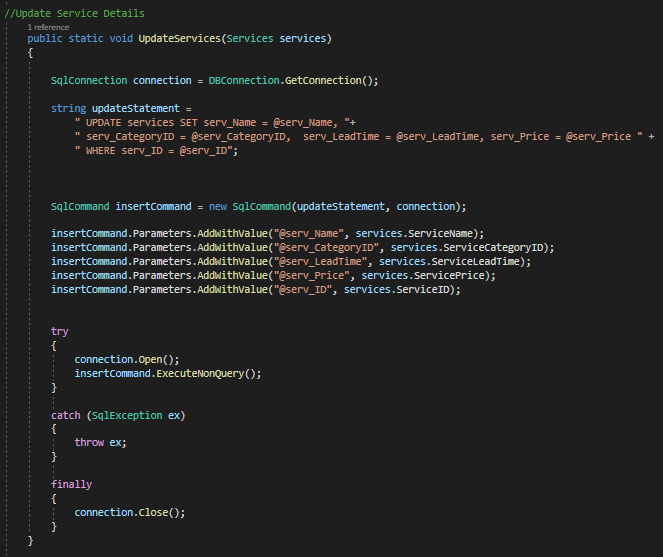 //Update Service Details
1 reference
public static void UpdateServices(Services services)
{
SqlConnection connection = DBConnection.GetConnection();
string updateStatement =
" UPDATE services SET serv_Name = @serv_Name, "+
" serv_CategoryID = @serv_CategoryID,  serv_LeadTime = @serv_LeadTime, serv_Price = @serv_Price " +
" WHERE serv_ID = @serv_ID";
SqlCommand insertCommand = new SqlCommand(updateStatement, connection);
insertCommand.Parameters.AddWithValue("@serv_Name", services.ServiceName);
insertCommand.Parameters.AddWithValue("@serv_CategoryID", services.ServiceCategoryID);
insertCommand.Parameters.AddWithValue("@serv_LeadTime", services.ServiceLeadTime);
insertCommand.Parameters.AddWithValue("@serv_Price", services.ServicePrice);
insertCommand.Parameters.AddWithValue("@serv_ID", services.ServiceID);
try
{
connection.Open();
insertCommand.ExecuteNonQuery();
}
catch (SqlException ex)
{
throw ex;
}
finally
{
connection.Close();
}
}